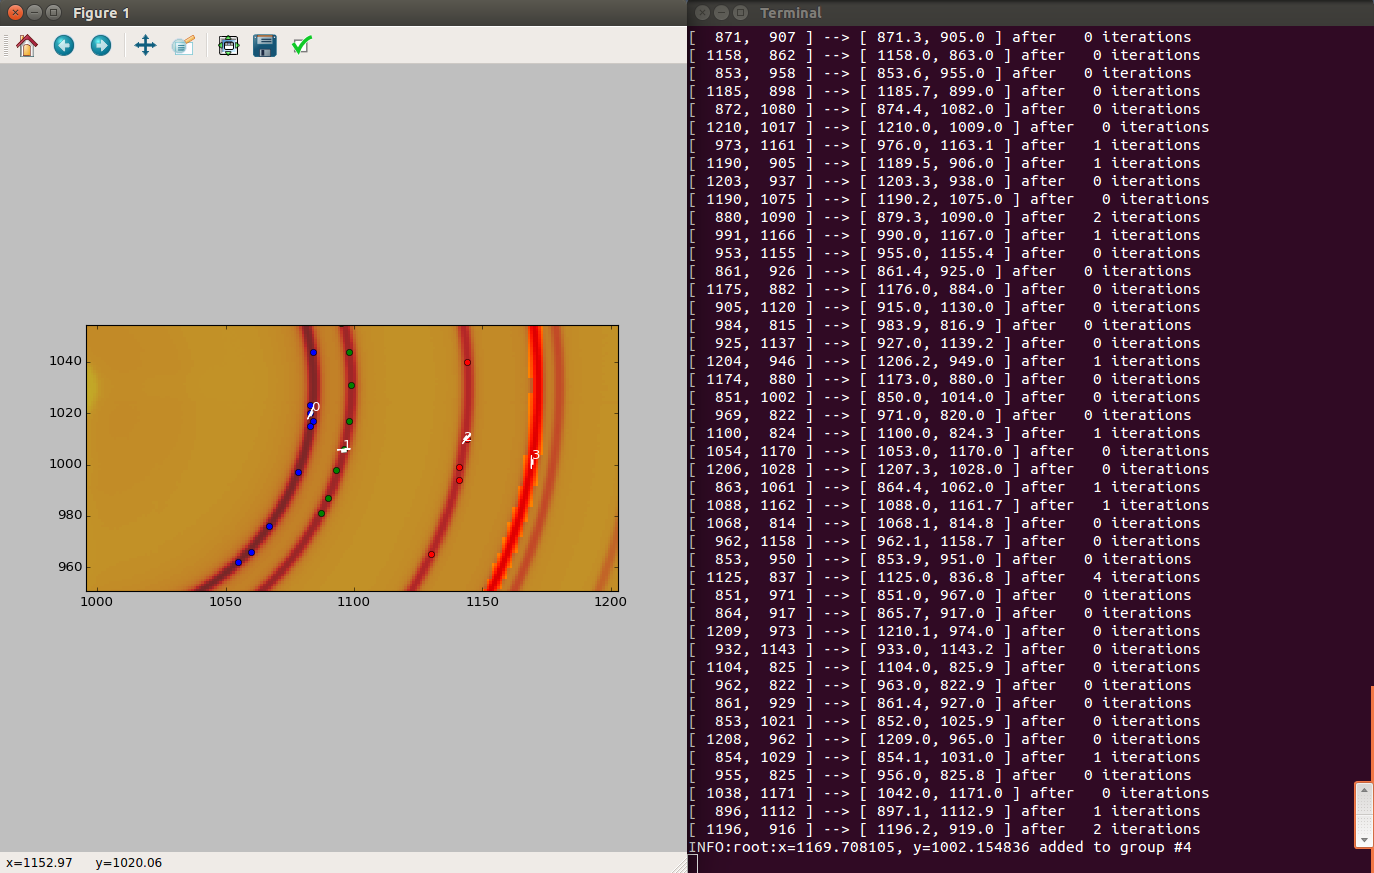 Figure 1
1040
1020
1000
980
960
0
1
2
3
1000
1050
1100
1150
1200
x=1152.97 y=1020.06
Terminal
[ 871, 907 ] --> [ 871.3, 905.0 ] after 0 iterations
[ 1158, 862 ] --> [ 1158.0, 863.0 ] after 0 iterations
[ 853, 958 ] --> [ 853.6, 955.0 ] after 0 iterations
[ 1185, 898 ] --> [ 1185.7, 899.0 ] after 0 iterations
[ 872, 1080 ] --> [ 874.4, 1082.0 ] after 0 iterations
[ 1210, 1017 ] --> [ 1210.0, 1009.0 ] after 0 iterations
[ 973, 1161 ] --> [ 976.0, 1163.1 ] after 1 iterations
[ 1190, 905 ] --> [ 1189.5, 906.0 ] after 1 iterations
[ 1203, 937 ] --> [ 1203.3, 938.0 ] after 0 iterations
[ 1190, 1075 ] --> [ 1190.2, 1075.0 ] after 0 iterations
[ 880, 1090 ] --> [ 879.3, 1090.0 ] after 2 iterations
[ 991, 1166 ] --> [ 990.0, 1167.0 ] after 1 iterations
[ 953, 1155 ] --> [ 955.0, 1155.4 ] after 0 iterations
[ 861, 926 ] --> [ 861.4, 925.0 ] after 0 iterations
[ 1175, 882 ] --> [ 1176.0, 884.0 ] after 0 iterations
[ 905, 1120 ] --> [ 915.0, 1130.0 ] after 0 iterations
[ 984, 815 ] --> [ 983.9, 816.9 ] after 0 iterations
[ 925, 1137 ] --> [ 927.0, 1139.2 ] after 0 iterations
[ 1204, 946 ] --> [ 1206.2, 949.0 ] after 1 iterations
[ 1174, 880 ] --> [ 1173.0, 880.0 ] after 0 iterations
[ 851, 1002 ] --> [ 850.0, 1014.0 ] after 0 iterations
[ 969, 822 ] --> [ 971.0, 820.0 ] after 0 iterations
[ 1100, 824 ] --> [ 1100.0, 824.3 ] after 1 iterations
[ 1054, 1170 ] --> [ 1053.0, 1170.0 ] after 0 iterations
[ 1206, 1028 ] --> [ 1207.3, 1028.0 ] after 0 iterations
[ 863, 1061 ] --> [ 864.4, 1062.0 ] after 1 iterations
[ 1088, 1162 ] --> [ 1088.0, 1161.7 ] after 1 iterations
[ 1068, 814 ] --> [ 1068.1, 814.8 ] after 0 iterations
[ 962, 1158 ] --> [ 962.1, 1158.7 ] after 0 iterations
[ 853, 950 ] --> [ 853.9, 951.0 ] after 0 iterations
[ 1125, 837 ] --> [ 1125.0, 836.8 ] after 4 iterations
[ 851, 971 ] --> [ 851.0, 967.0 ] after 0 iterations
[ 864, 917 ] --> [ 865.7, 917.0 ] after 0 iterations
[ 1209, 973 ] --> [ 1210.1, 974.0 ] after 0 iterations
[ 932, 1143 ] --> [ 933.0, 1143.2 ] after 0 iterations
[ 1104, 825 ] --> [ 1104.0, 825.9 ] after 0 iterations
[ 962, 822 ] --> [ 963.0, 822.9 ] after 0 iterations
[ 861, 929 ] --> [ 861.4, 927.0 ] after 0 iterations
[ 853, 1021 ] --> [ 852.0, 1025.9 ] after 0 iterations
[ 1208, 962 ] --> [ 1209.0, 965.0 ] after 0 iterations
[ 854, 1029 ] --> [ 854.1, 1031.0 ] after 1 iterations
[ 955, 825 ] --> [ 956.0, 825.8 ] after 0 iterations
[ 1038, 1171 ] --> [ 1042.0, 1171.0 ] after 0 iterations
[ 896, 1112 ] --> [ 897.1, 1112.9 ] after 1 iterations
[ 1196, 916 ] --> [ 1196.2, 919.0 ] after 2 iterations
INFO:root:x=1169.708105, y=1002.154836 added to group #4